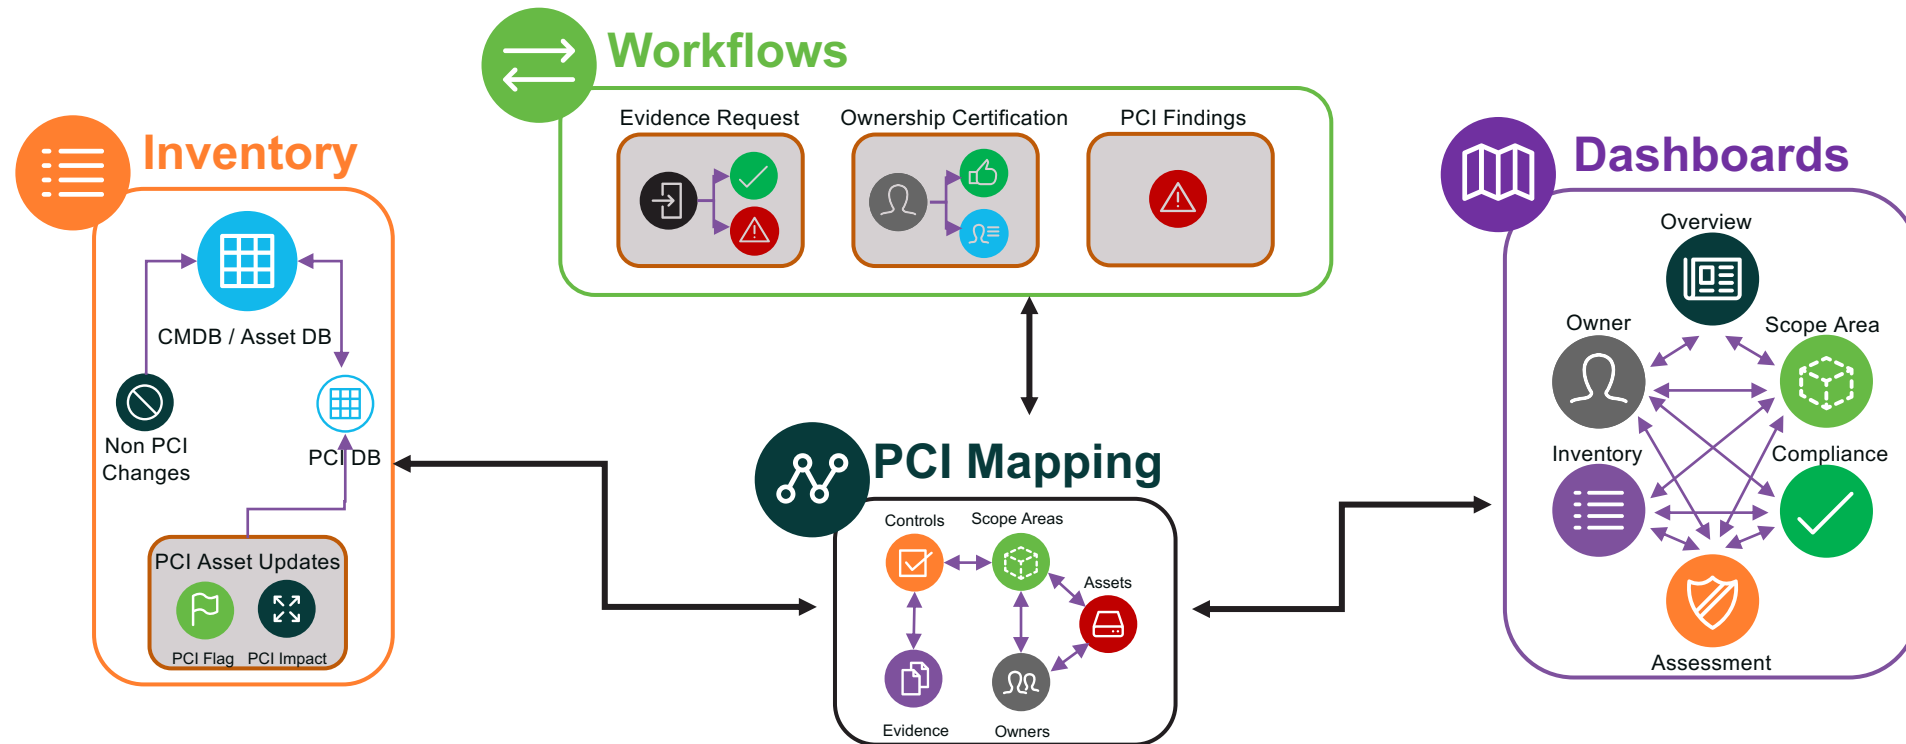 Workflows
Evidence Request
Ownership Certification
PCI Findings
Inventory
CMDB / Asset DB
Non PCI
Changes
PCI DB
PCI Asset Updates
PCI Flag
PCI Impact
PCI Mapping
Controls
Scope Areas
Assets
Evidence
Owners
Dashboards
Overview
Owner
Scope Area
Inventory
Compliance
Assessment